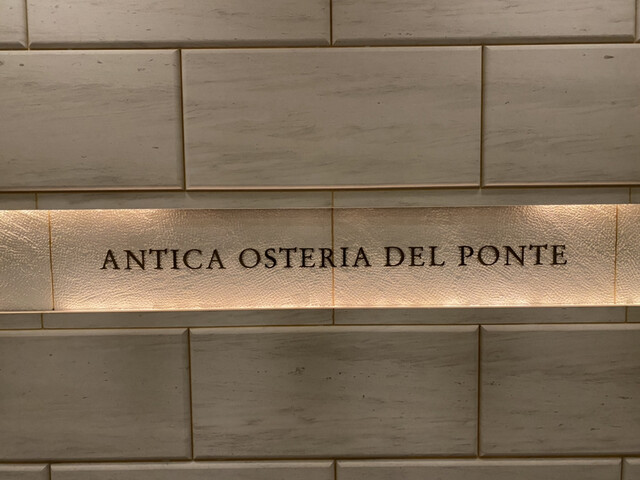 ANTICA OSTERIA DEL PONTE